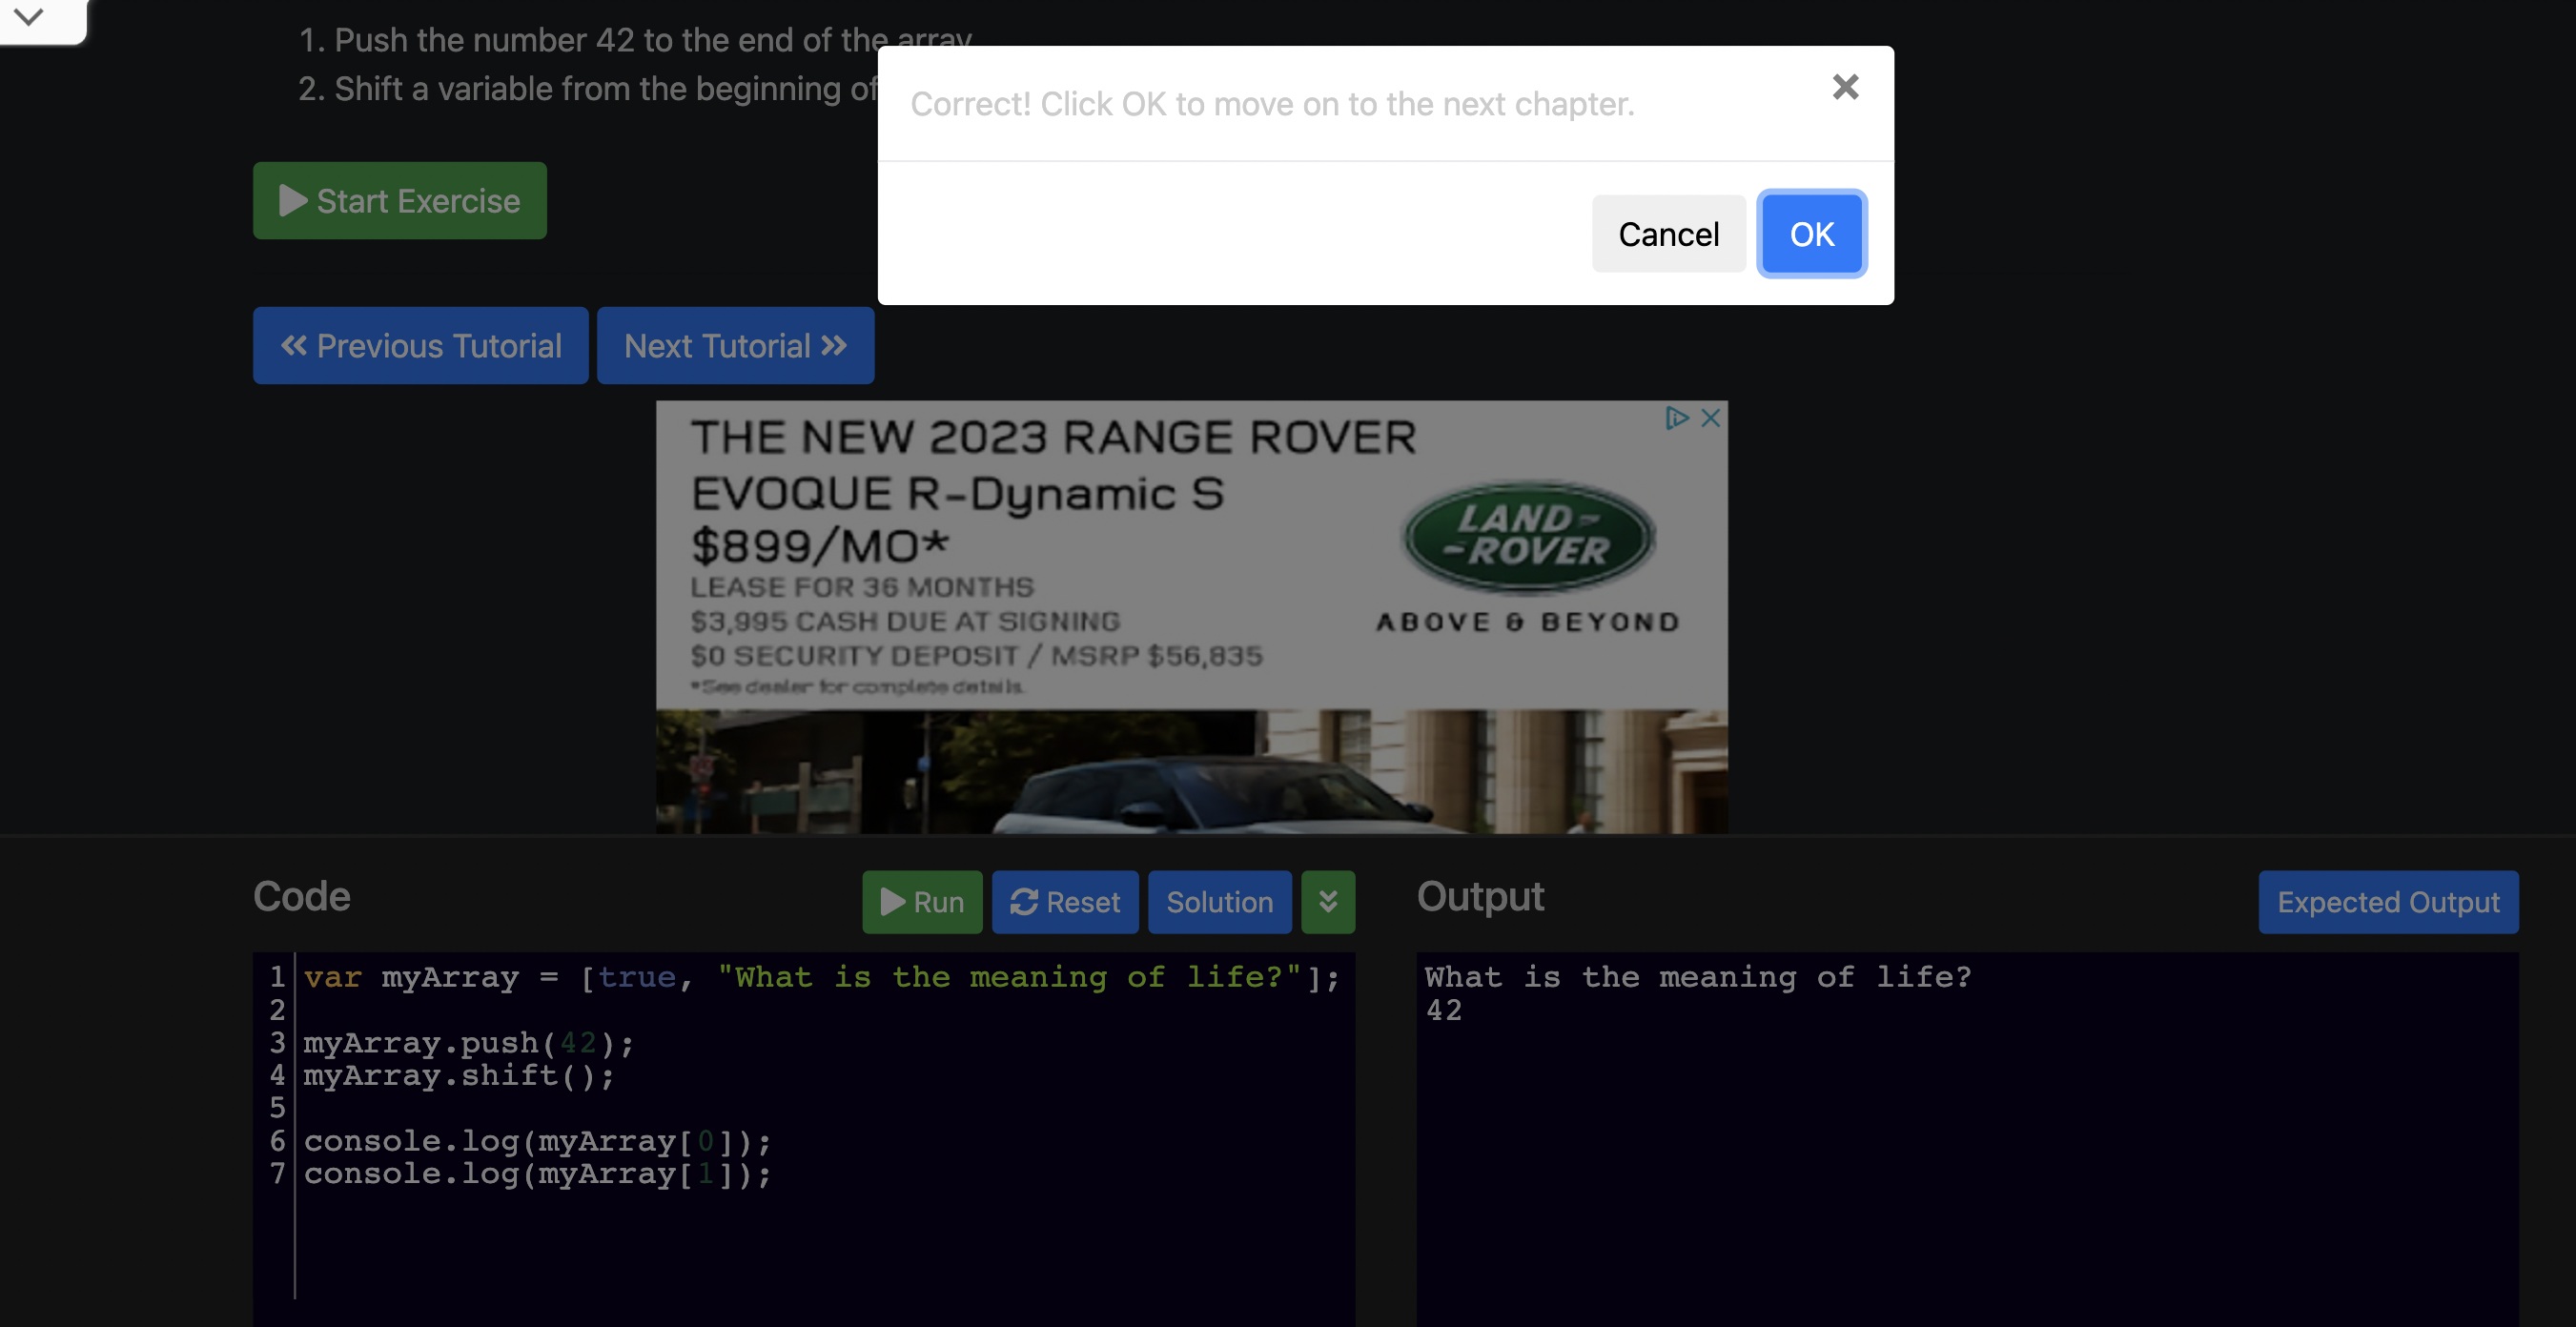 1. Push the number 42 to the end of the array
2. Shift a variable from the beginning of
Correct! Click OK to move on to the next chapter.
Cancel
OK
Start Exercise
Previous Tutorial
Next Tutorial
THE NEW 2023 RANGE ROVER
EVOQUE R-Dynamic S
$899/MO*
LEASE FOR 36 MONTHS
$3,995 CASH DUE AT SIGNING
$0 SECURITY DEPOSIT / MSRP $56,835
*See dealer for complete details.
LAND-
-ROVER
ABOVE & BEYOND
Code
Run
Reset
Solution
Output
Expected Output
1 var myArray = [true, "What is the meaning of life?"];
2
3 myArray.push(42);
4 myArray.shift();
5
6 console.log(myArray[0]);
7 console.log(myArray[1]);
What is the meaning of life?
42